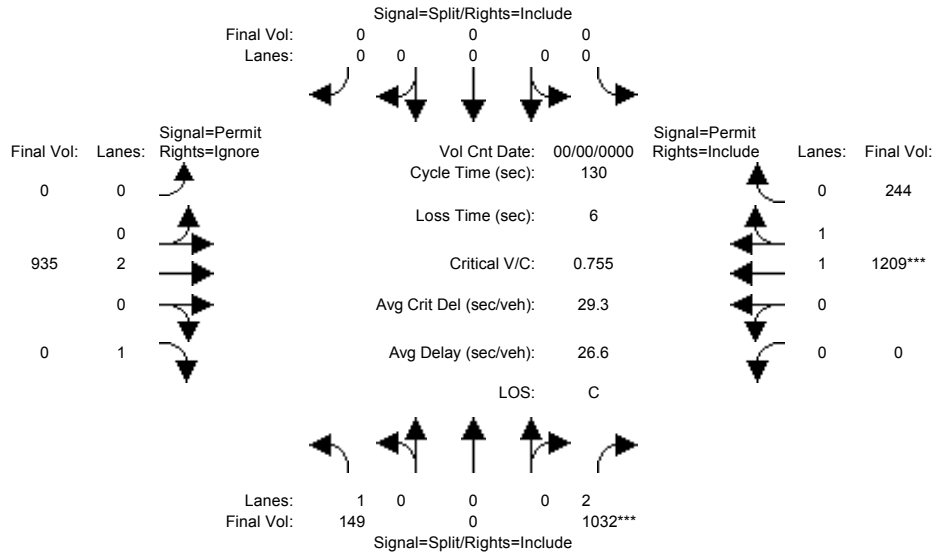 Signal=Split/Rights=Include
Final Vol: 0 0 0
Lanes: 0 0 0 0 0
Signal=Permit Signal=Permit
Final Vol: Lanes: Rights=Ignore Vol Cnt Date: 00/00/0000 Rights=Include Lanes: Final Vol:
Cycle Time (sec): 130
0 0 0 244
Loss Time (sec): 6
0 1
935 2 Critical V/C: 0.755 1 1209***
0 Avg Crit Del (sec/veh): 29.3 0
0 1 Avg Delay (sec/veh): 26.6 0 0
LOS: C
Lanes: 1 0 0 0 2
Final Vol: 149 0 1032***
Signal=Split/Rights=Include